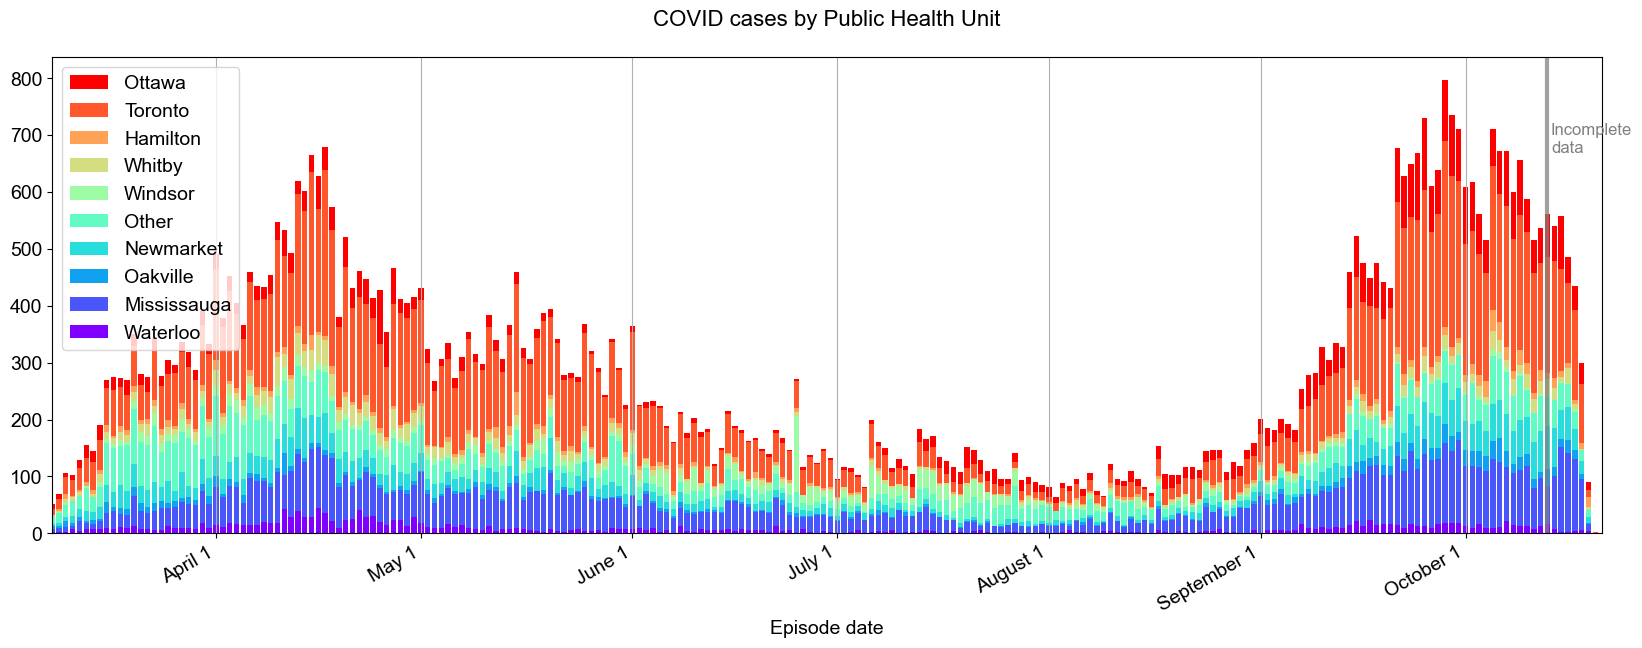 COVID cases by Public Health Unit
800
700
600
500
400
300
200
100
0
Ottawa
Toronto
Hamilton
Whitby
Windsor
Other
Newmarket
Oakville
Mississauga
Waterloo
Incomplete
data
April 1
May 1
June 1
July 1
August 1
September 1
October 1
Episode date